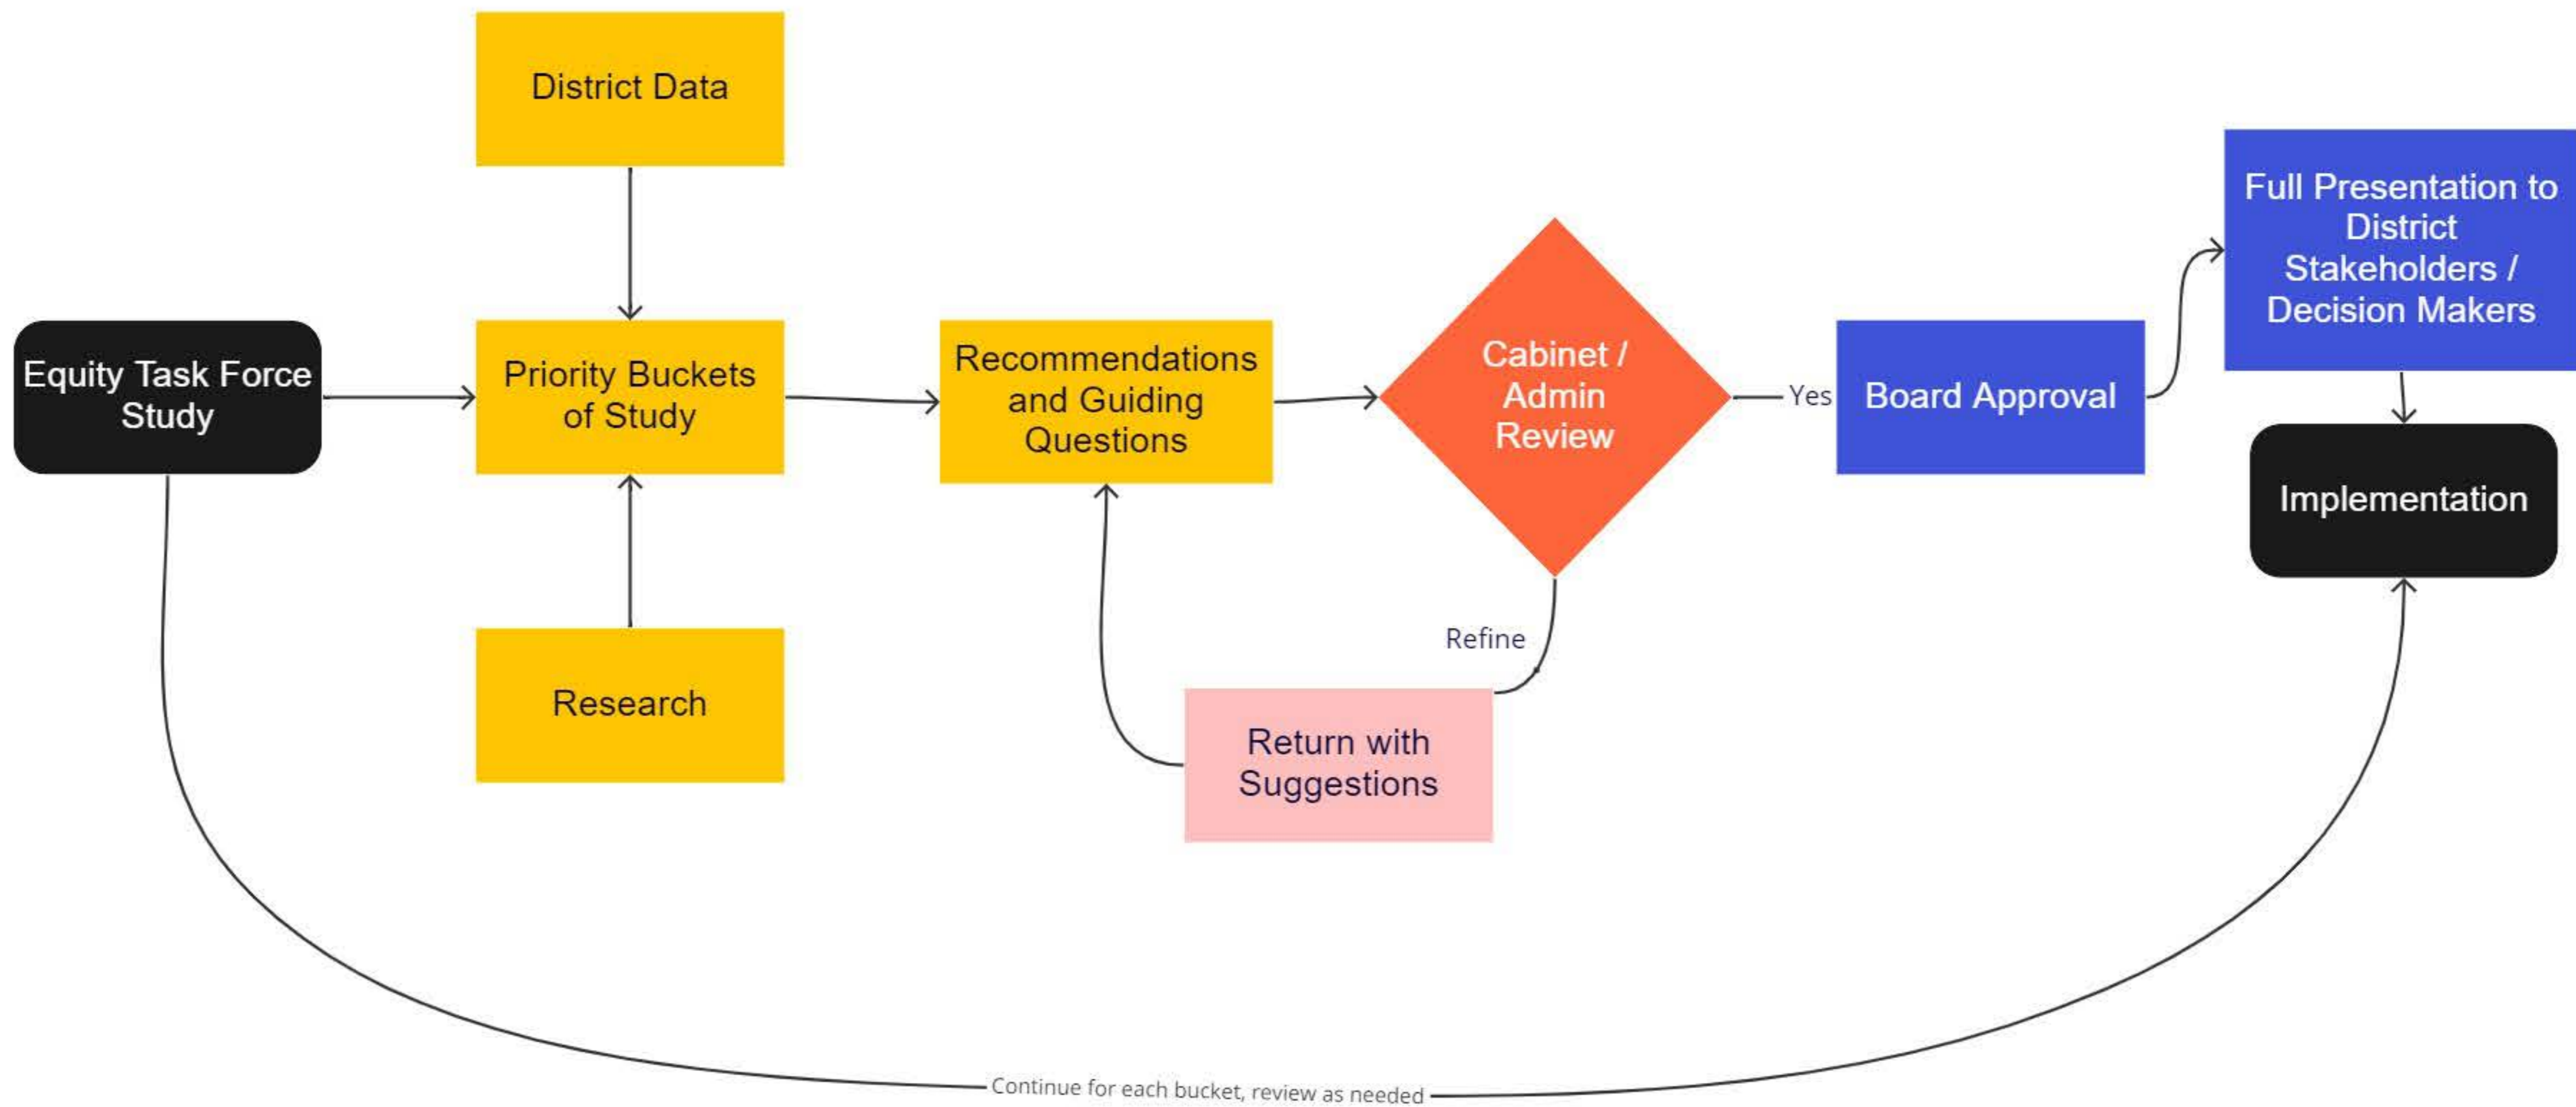 District Data
Equity Task Force
Study
Priority Buckets
of Study
Research
Recommendations
and Guiding
Questions
Cabinet /
Admin
Review
Refine
Return with
Suggestions
Yes
Board Approval
Full Presentation to
District
Stakeholders /
Decision Makers
Implementation
Continue for each bucket, review as needed